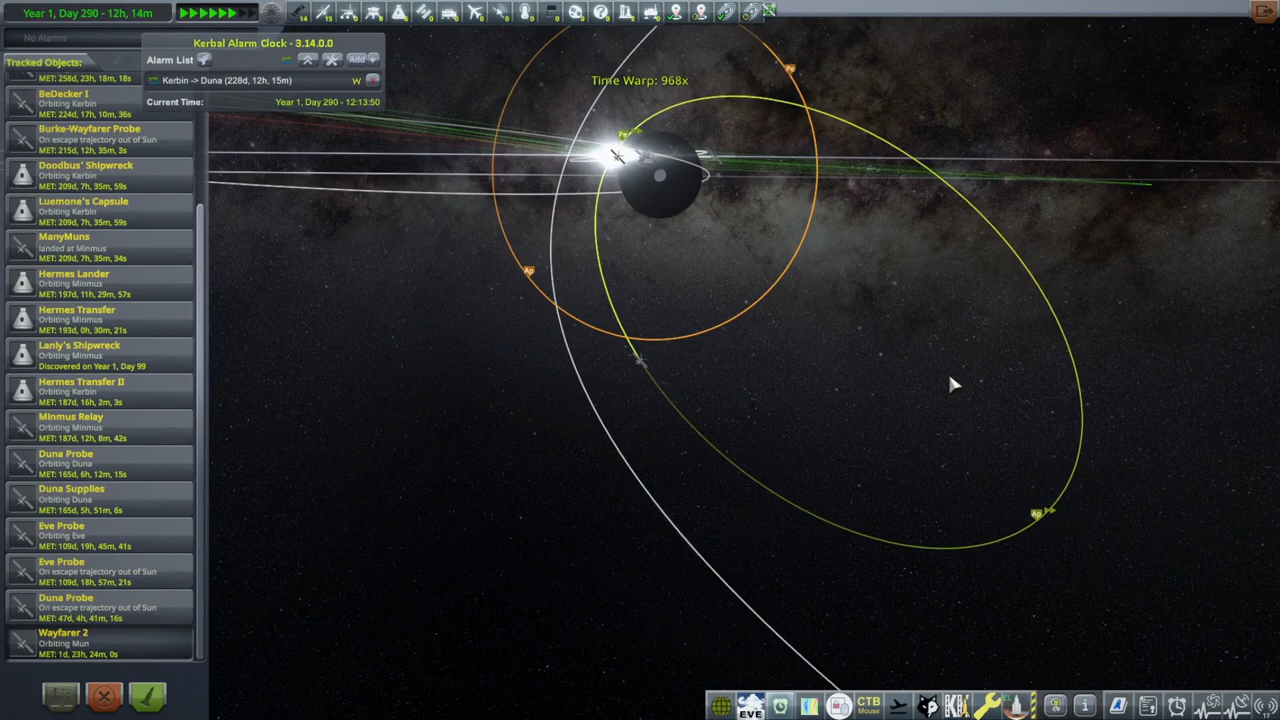 Year 1, Day 290 - 12h, 14m
No Alarms
Tracked Objects:
MET: 258d, 23h, 18m, 18s
BeDecker I
Orbiting Kerbin
MET: 224d, 17h, 10m, 36s
Burke-Wayfarer Probe
On escape trajectory out of Sun
MET: 215d, 12h, 35m, 3s
Doodbus' Shipwreck
Orbiting Kerbin
MET: 209d, 7h, 35m, 59s
Luemone's Capsule
Orbiting Kerbin
MET: 209d, 7h, 35m, 59s
ManyMuns
landed at Minmus
MET: 209d, 7h, 35m, 34s
Hermes Lander
Orbiting Minmus
MET: 197d, 11h, 29m, 57s
Hermes Transfer
Orbiting Minmus
MET: 193d, 0h, 30m, 21s
Lanly's Shipwreck
Orbiting Minmus
Discovered on Year 1, Day 99
Hermes Transfer II
Orbiting Kerbin
MET: 187d, 16h, 2m, 3s
Minmus Relay
Orbiting Minmus
MET: 187d, 12h, 8m, 42s
Duna Probe
Orbiting Duna
MET: 165d, 6h, 12m, 15s
Duna Supplies
Orbiting Duna
MET: 165d, 5h, 51m, 6s
Eve Probe
Orbiting Eve
MET: 109d, 19h, 45m, 41s
Eve Probe
On escape trajectory out of Sun
MET: 109d, 18h, 57m, 21s
Duna Probe
On escape trajectory out of Sun
MET: 47d, 4h, 41m, 16s
Wayfarer 2
Orbiting Mun
MET: 1d, 23h, 24m, 0s
Kerbal Alarm Clock - 3.14.0.0
Alarm List
Add +
Kerbin -> Duna (228d, 12h, 15m)
W
Current Time:
Year 1, Day 290 - 12:13:50
Time Warp: 968x
Pe
Pe
Ap
Ap
EVE
CTB
Mouse